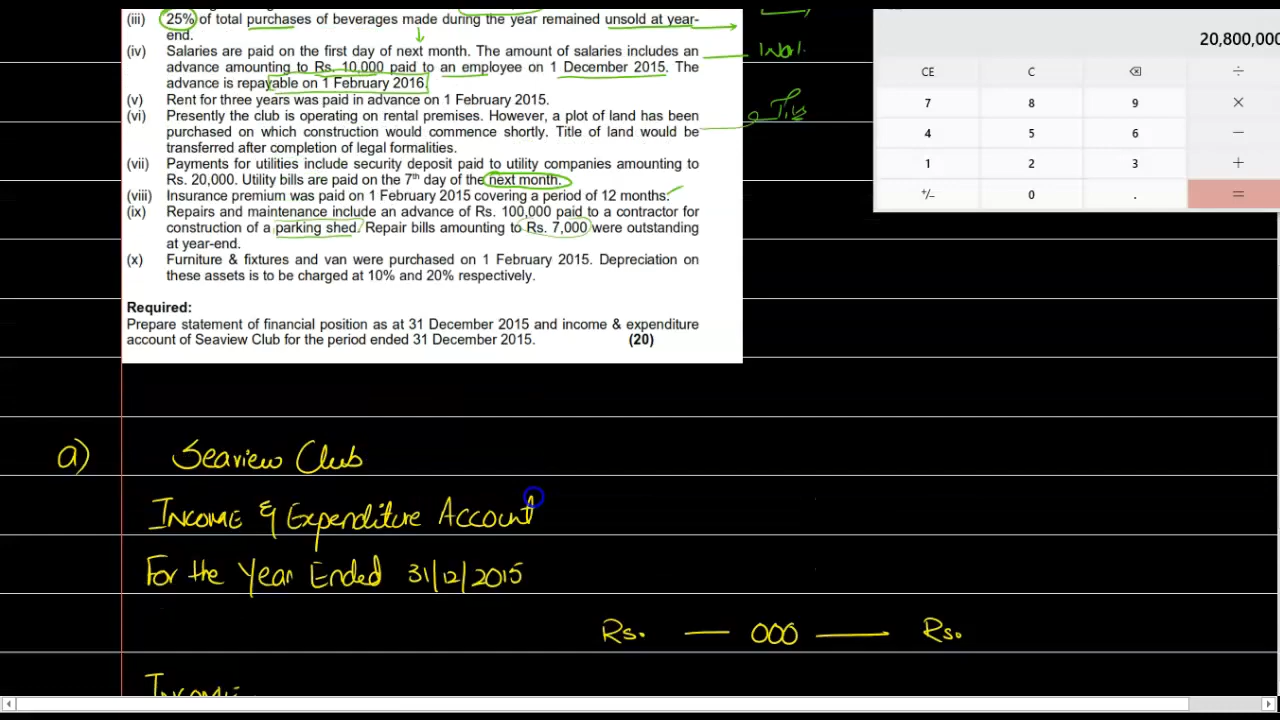 (iii) 25% of total purchases of beverages made during the year remained unsold at year-
end.
(iv) Salaries are paid on the first day of next month. The amount of salaries includes an
advance amounting to Rs. 10,000 paid to an employee on 1 December 2015. The
advance is repayable on 1 February 2016.
(v) Rent for three years was paid in advance on 1 February 2015.
(vi) Presently the club is operating on rental premises. However, a plot of land has been
purchased on which construction would commence shortly. Title of land would be
transferred after completion of legal formalities.
(vii) Payments for utilities include security deposit paid to utility companies amounting to
Rs. 20,000. Utility bills are paid on the 7th day of the next month.
(viii) Insurance premium was paid on 1 February 2015 covering a period of 12 months.
(ix) Repairs and maintenance include an advance of Rs. 100,000 paid to a contractor for
construction of a parking shed. Repair bills amounting to Rs. 7,000 were outstanding
at year-end.
(x) Furniture & fixtures and van were purchased on 1 February 2015. Depreciation on
these assets is to be charged at 10% and 20% respectively.
Required:
Prepare statement of financial position as at 31 December 2015 and income & expenditure
account of Seaview Club for the period ended 31 December 2015. (20)
20,800,000
CE C ⌫ ÷
7 8 9 ×
4 5 6 −
1 2 3 +
+/− 0 . =
a) Seaview Club
Income & Expenditure Account
For the Year Ended 31/12/2015
Rs. — 000 — Rs.
Income